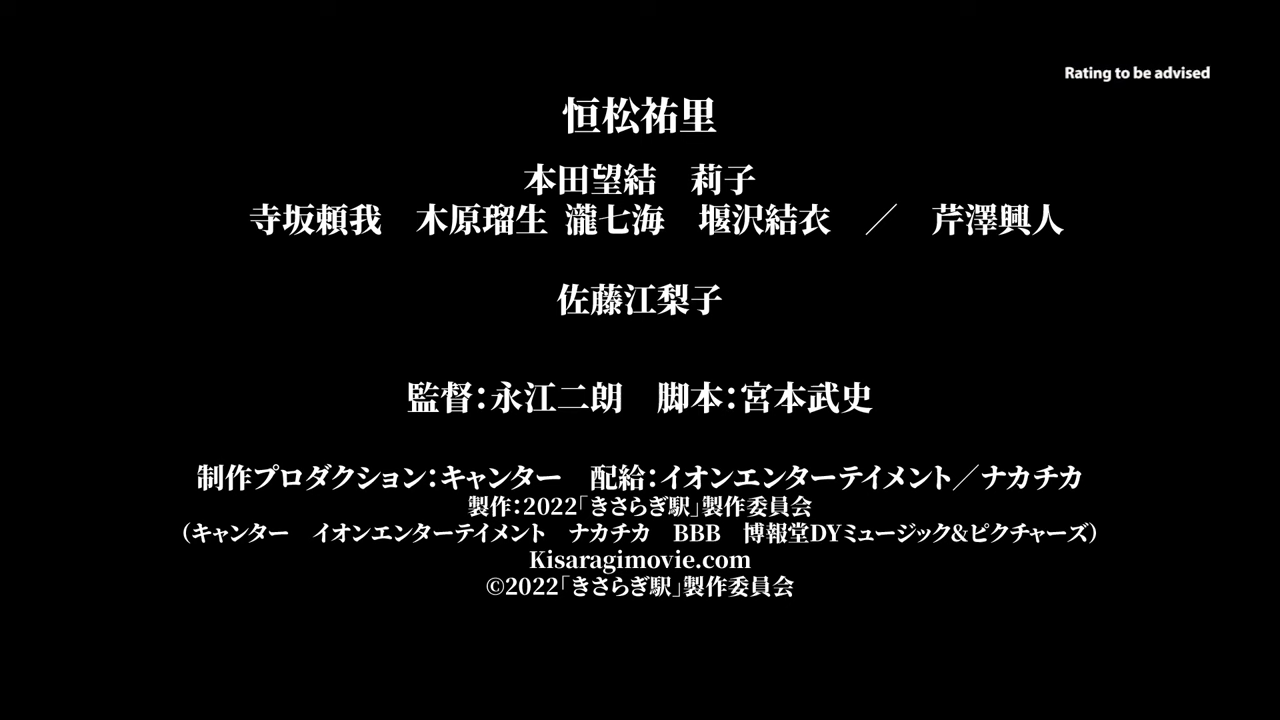 Rating to be advised
恒松祐里
本田望結　莉子
寺坂頼我　木原瑠生 瀧七海　堰沢結衣　／　芹澤興人
佐藤江梨子
監督：永江二朗　脚本：宮本武史
制作プロダクション：キャンター　配給：イオンエンターテイメント／ナカチカ
製作：2022「きさらぎ駅」製作委員会
（キャンター　イオンエンターテイメント　ナカチカ　BBB　博報堂DYミュージック&ピクチャーズ）
Kisaragimovie.com
©2022「きさらぎ駅」製作委員会